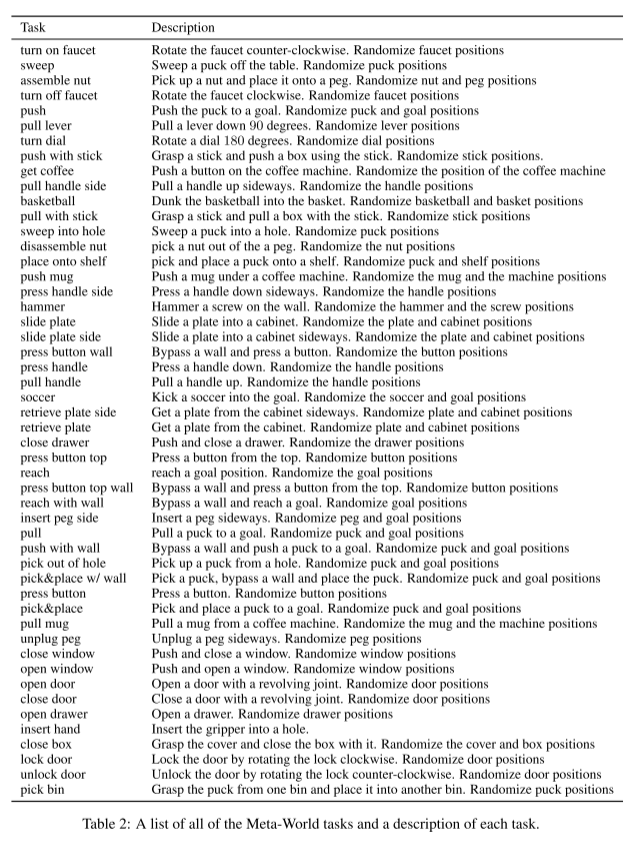 Task Description
turn on faucet Rotate the faucet counter-clockwise. Randomize faucet positions
sweep Sweep a puck off the table. Randomize puck positions
assemble nut Pick up a nut and place it onto a peg. Randomize nut and peg positions
turn off faucet Rotate the faucet clockwise. Randomize faucet positions
push Push the puck to a goal. Randomize puck and goal positions
pull lever Pull a lever down 90 degrees. Randomize lever positions
turn dial Rotate a dial 180 degrees. Randomize dial positions
push with stick Grasp a stick and push a box using the stick. Randomize stick positions.
get coffee Push a button on the coffee machine. Randomize the position of the coffee machine
pull handle side Pull a handle up sideways. Randomize the handle positions
basketball Dunk the basketball into the basket. Randomize basketball and basket positions
pull with stick Grasp a stick and pull a box with the stick. Randomize stick positions
sweep into hole Sweep a puck into a hole. Randomize puck positions
disassemble nut pick a nut out of the a peg. Randomize the nut positions
place onto shelf pick and place a puck onto a shelf. Randomize puck and shelf positions
push mug Push a mug under a coffee machine. Randomize the mug and the machine positions
press handle side Press a handle down sideways. Randomize the handle positions
hammer Hammer a screw on the wall. Randomize the hammer and the screw positions
slide plate Slide a plate into a cabinet. Randomize the plate and cabinet positions
slide plate side Slide a plate into a cabinet sideways. Randomize the plate and cabinet positions
press button wall Bypass a wall and press a button. Randomize the button positions
press handle Press a handle down. Randomize the handle positions
pull handle Pull a handle up. Randomize the handle positions
soccer Kick a soccer into the goal. Randomize the soccer and goal positions
retrieve plate side Get a plate from the cabinet sideways. Randomize plate and cabinet positions
retrieve plate Get a plate from the cabinet. Randomize plate and cabinet positions
close drawer Push and close a drawer. Randomize the drawer positions
press button top Press a button from the top. Randomize button positions
reach reach a goal position. Randomize the goal positions
press button top wall Bypass a wall and press a button from the top. Randomize button positions
reach with wall Bypass a wall and reach a goal. Randomize goal positions
insert peg side Insert a peg sideways. Randomize peg and goal positions
pull Pull a puck to a goal. Randomize puck and goal positions
push with wall Bypass a wall and push a puck to a goal. Randomize puck and goal positions
pick out of hole Pick up a puck from a hole. Randomize puck and goal positions
pick&place w/ wall Pick a puck, bypass a wall and place the puck. Randomize puck and goal positions
press button Press a button. Randomize button positions
pick&place Pick and place a puck to a goal. Randomize puck and goal positions
pull mug Pull a mug from a coffee machine. Randomize the mug and the machine positions
unplug peg Unplug a peg sideways. Randomize peg positions
close window Push and close a window. Randomize window positions
open window Push and open a window. Randomize window positions
open door Open a door with a revolving joint. Randomize door positions
close door Close a door with a revolving joint. Randomize door positions
open drawer Open a drawer. Randomize drawer positions
insert hand Insert the gripper into a hole.
close box Grasp the cover and close the box with it. Randomize the cover and box positions
lock door Lock the door by rotating the lock clockwise. Randomize door positions
unlock door Unlock the door by rotating the lock counter-clockwise. Randomize door positions
pick bin Grasp the puck from one bin and place it into another bin. Randomize puck positions
Table 2: A list of all of the Meta-World tasks and a description of each task.